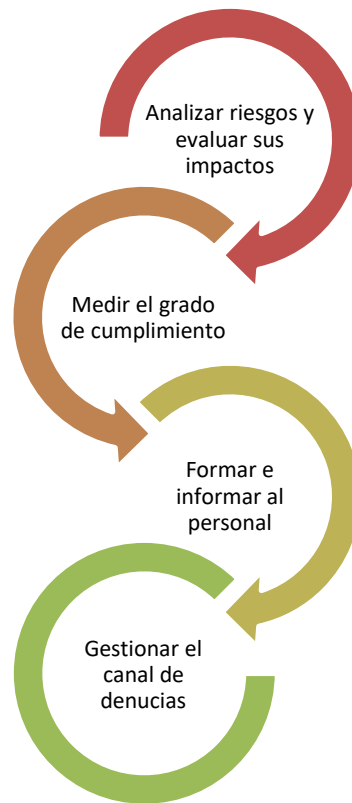 Analizar riesgos y
evaluar sus
impactos
Medir el grado
de cumplimiento
Formar e
informar al
personal
Gestionar el
canal de
denucias